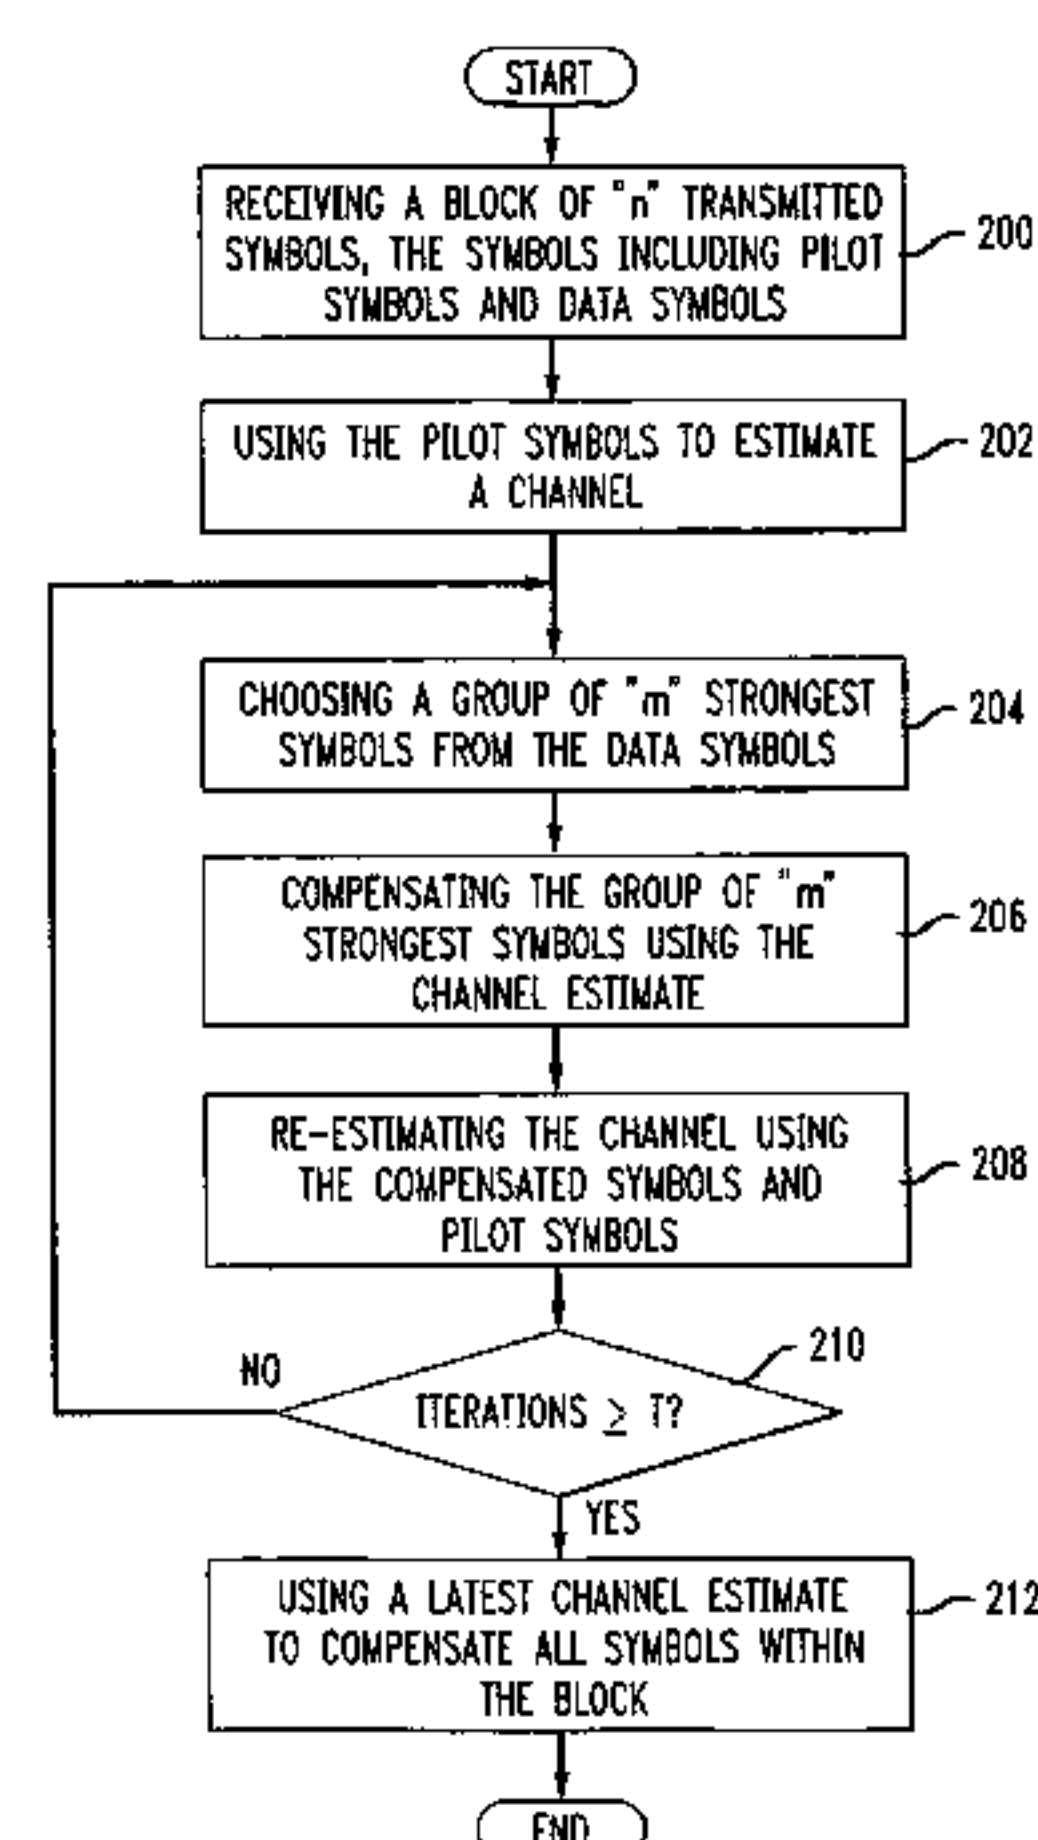 START
RECEIVING A BLOCK OF "n" TRANSMITTED
SYMBOLS, THE SYMBOLS INCLUDING PILOT
SYMBOLS AND DATA SYMBOLS
200
USING THE PILOT SYMBOLS TO ESTIMATE
A CHANNEL
202
CHOOSING A GROUP OF "m" STRONGEST
SYMBOLS FROM THE DATA SYMBOLS
204
COMPENSATING THE GROUP OF "m"
STRONGEST SYMBOLS USING THE
CHANNEL ESTIMATE
206
RE-ESTIMATING THE CHANNEL USING
THE COMPENSATED SYMBOLS AND
PILOT SYMBOLS
208
210
NO
ITERATIONS ≥ T?
YES
USING A LATEST CHANNEL ESTIMATE
TO COMPENSATE ALL SYMBOLS WITHIN
THE BLOCK
212
END